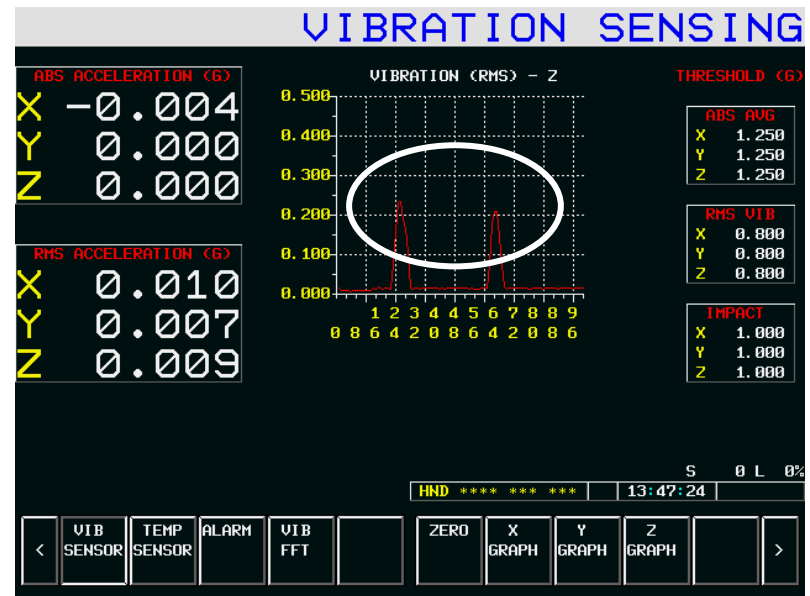 VIBRATION SENSING
ABS ACCELERATION (G)
X -0.004
Y 0.000
Z 0.000
RMS ACCELERATION (G)
X 0.010
Y 0.007
Z 0.009
VIBRATION (RMS) - Z
0.500
0.400
0.300
0.200
0.100
0.000
1 2 3 4 4 5 6 7 8 8 9
0 8 6 4 2 0 8 6 4 2 0 8 6
THRESHOLD (G)
ABS AVG
X 1.250
Y 1.250
Z 1.250
RMS VIB
X 0.800
Y 0.800
Z 0.800
IMPACT
X 1.000
Y 1.000
Z 1.000
S 0 L 0%
HND **** *** *** 13:47:24
< VIB SENSOR TEMP SENSOR ALARM VIB FFT ZERO X GRAPH Y GRAPH Z GRAPH >